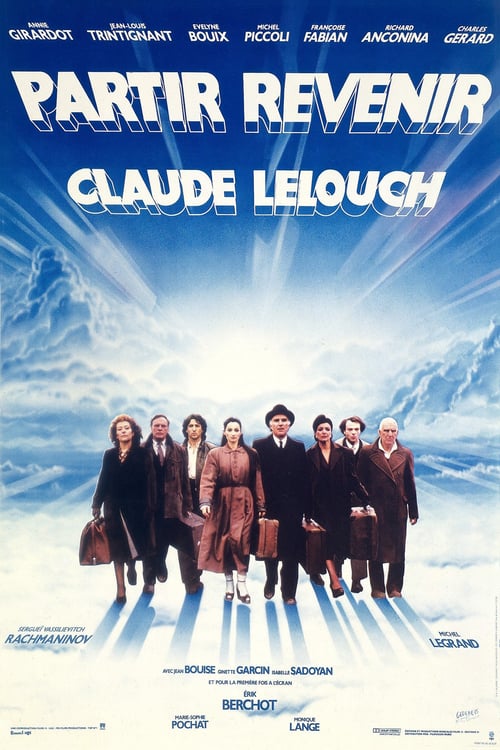 ANNIE GIRARDOT
JEAN-LOUIS TRINTIGNANT
EVELYNE BOUIX
MICHEL PICCOLI
FRANÇOISE FABIAN
RICHARD ANCONINA
CHARLES GERARD
PARTIR REVENIR
CLAUDE LELOUCH
SERGUEÏ VASSILIEVITCH
RACHMANINOV
MICHEL
LEGRAND
AVEC JEAN BOUISE GINETTE GARCIN ISABELLE SADOYAN
ET POUR LA PREMIÈRE FOIS A L'ÉCRAN
ÉRIK
BERCHOT
MARIE-SOPHIE
POCHAT
MONIQUE
LANGE